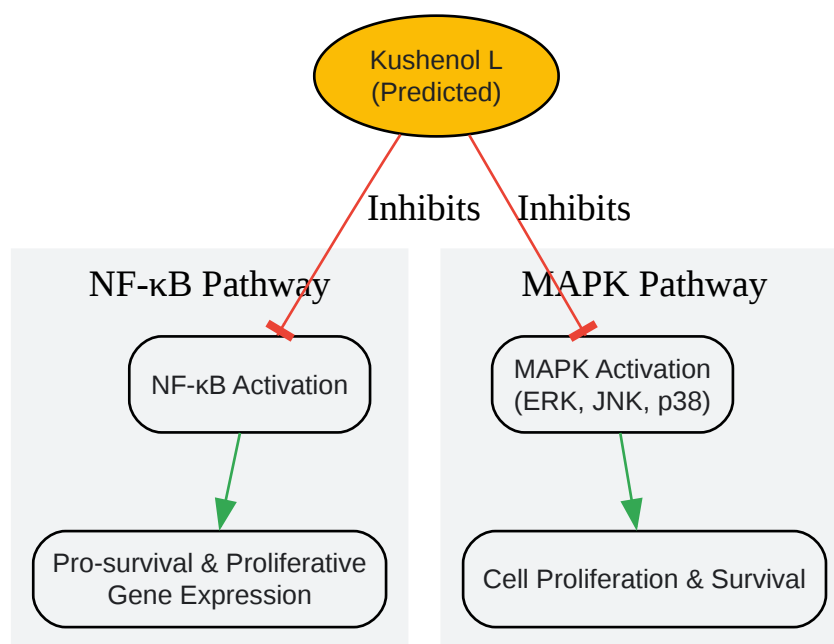 Kushenol L
(Predicted)
Inhibits
Inhibits
NF-κB Pathway
MAPK Pathway
NF-κB Activation
MAPK Activation
(ERK, JNK, p38)
Pro-survival & Proliferative
Gene Expression
Cell Proliferation & Survival